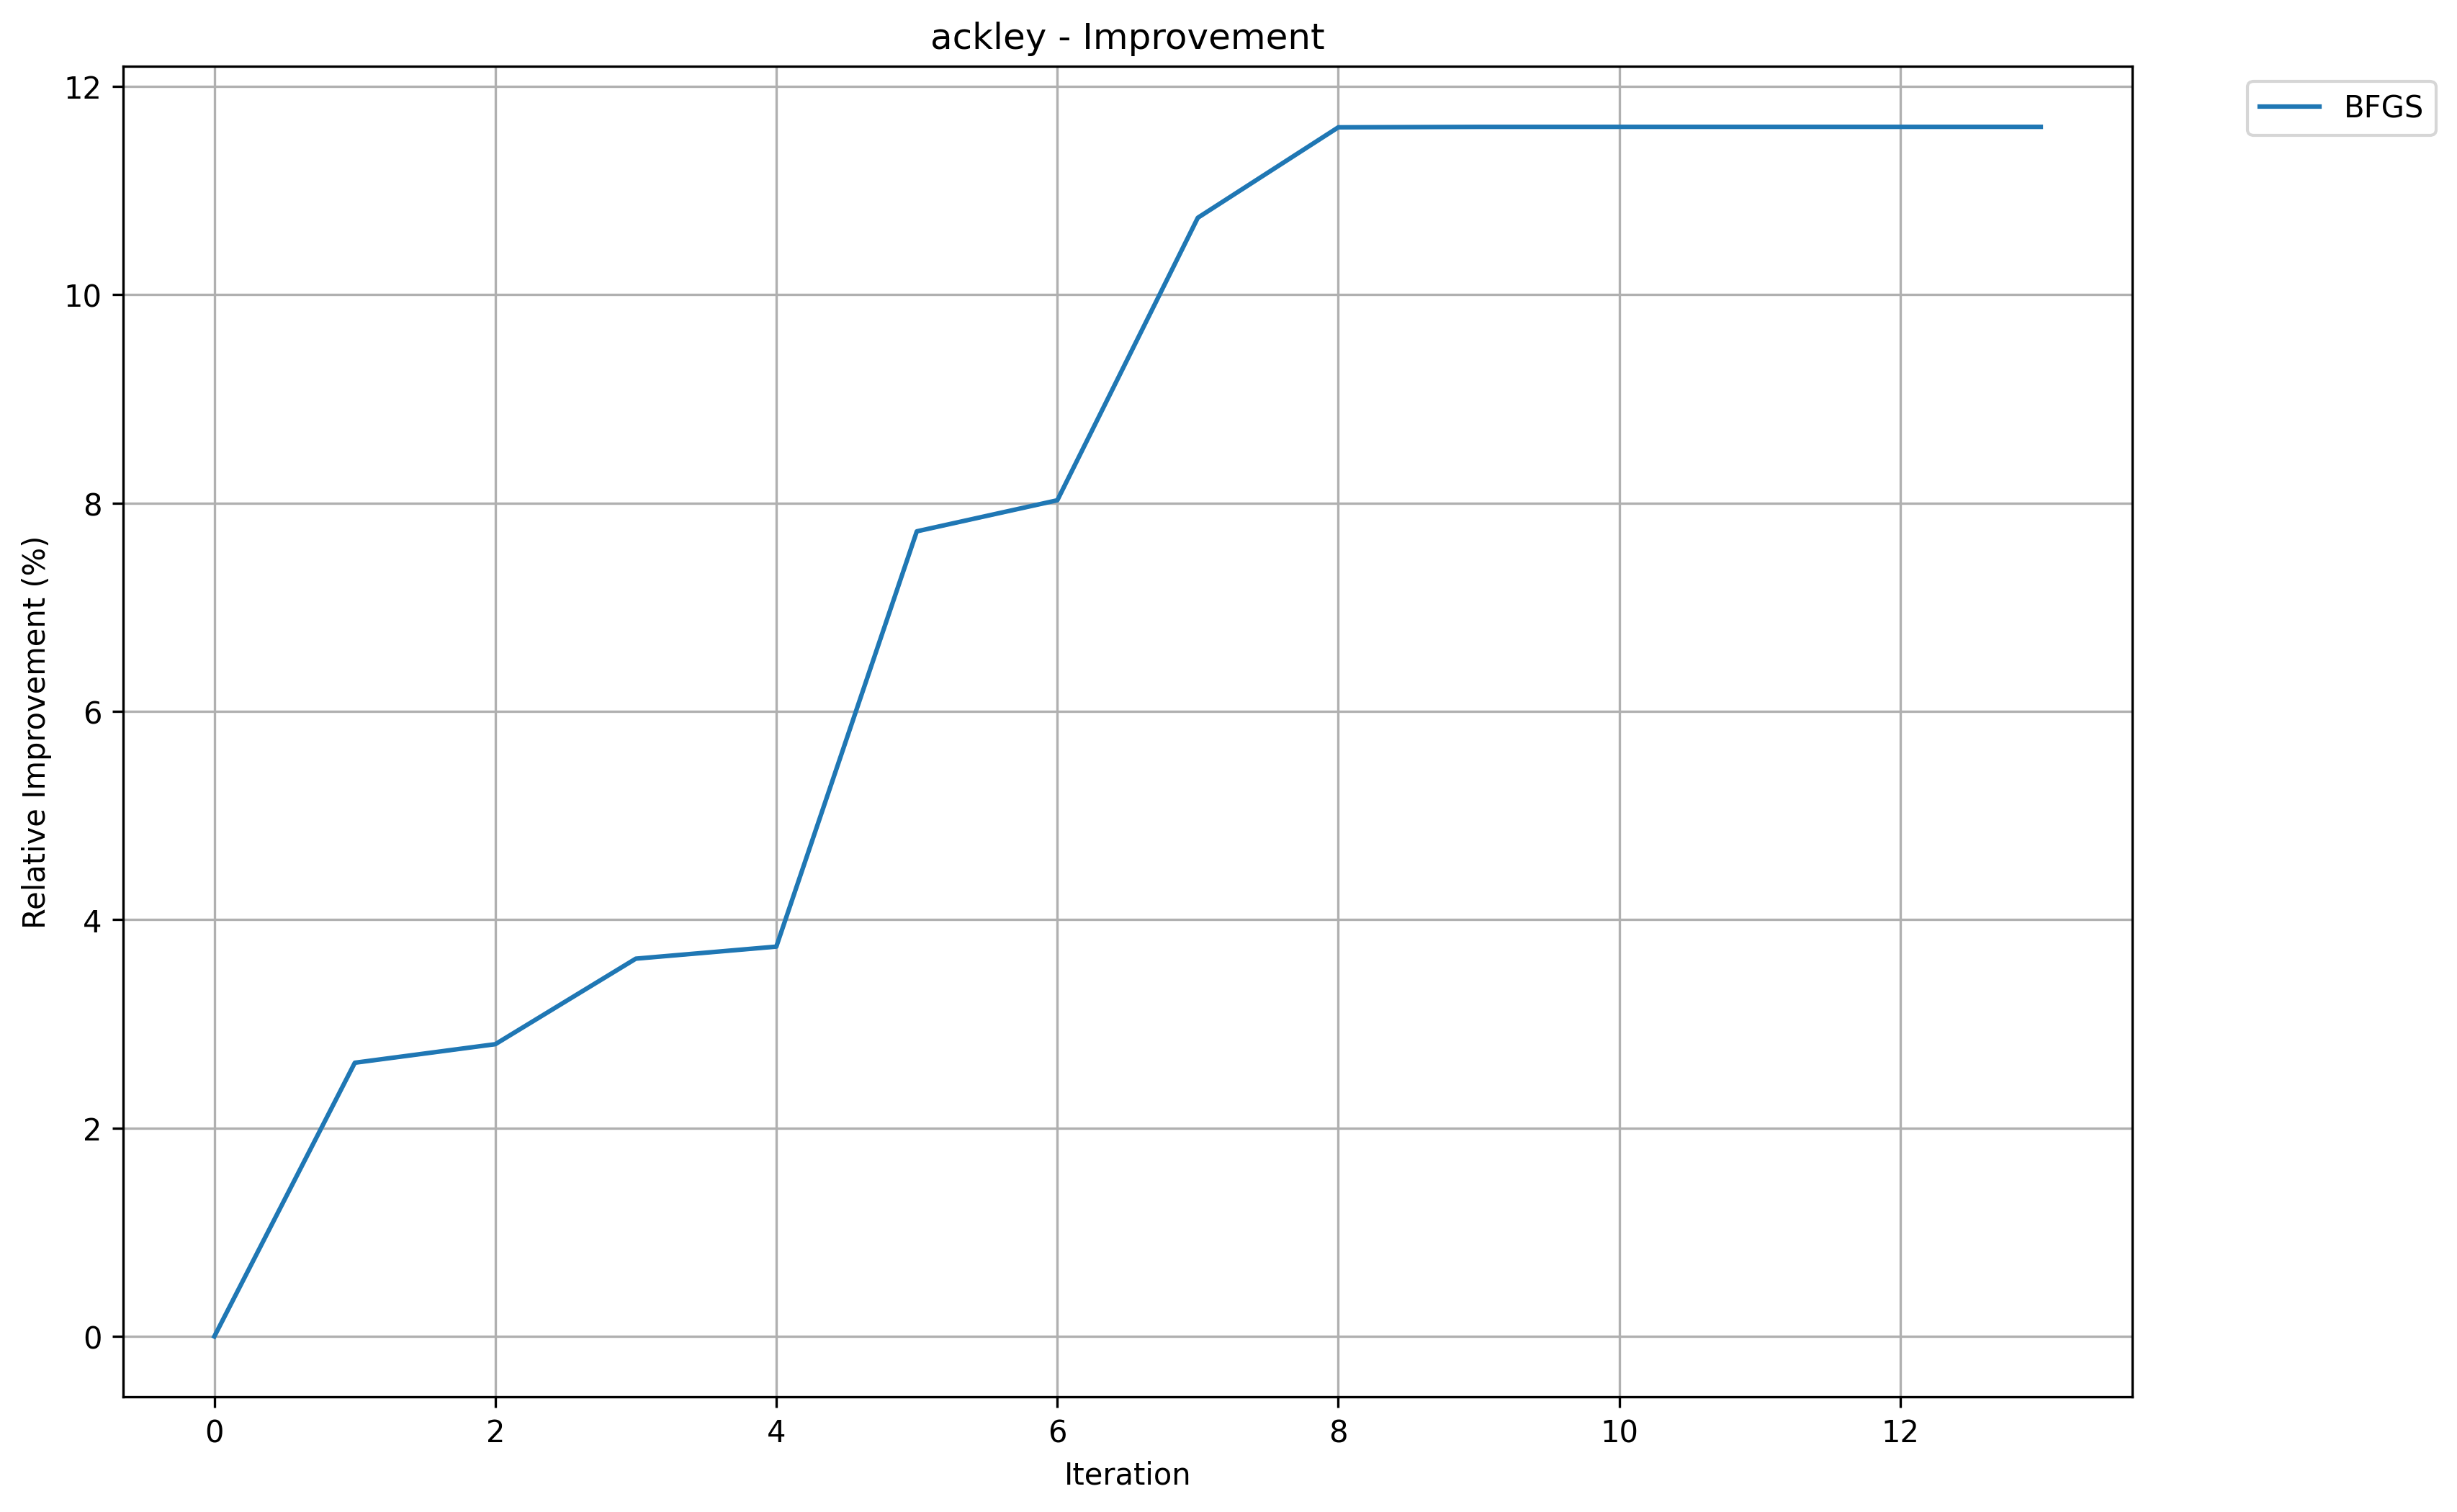 ackley - Improvement
BFGS
Relative Improvement (%)
12
10
8
6
4
2
0
0 2 4 6 8 10 12
Iteration